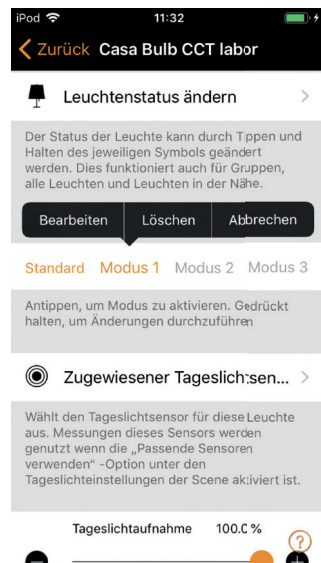 iPod 11:32
Zurück Casa Bulb CCT labor
Leuchtenstatus ändern
Der Status der Leuchte kann durch Tippen und
Halten des jeweiligen Symbols geändert
werden. Dies funktioniert auch für Gruppen,
alle Leuchten und Leuchten in der Nähe.
Bearbeiten Löschen Abbrechen
Standard Modus 1 Modus 2 Modus 3
Antippen, um Modus zu aktivieren. Gedrückt
halten, um Änderungen durchzuführen
Zugewiesener Tageslichtsen...
Wählt den Tageslichtsensor für diese Leuchte
aus. Messungen dieses Sensors werden
genutzt wenn die „Passende Sensoren
verwenden“ -Option unter den
Tageslichteinstellungen der Scene aktiviert ist.
Tageslichtaufnahme 100.0 %
?